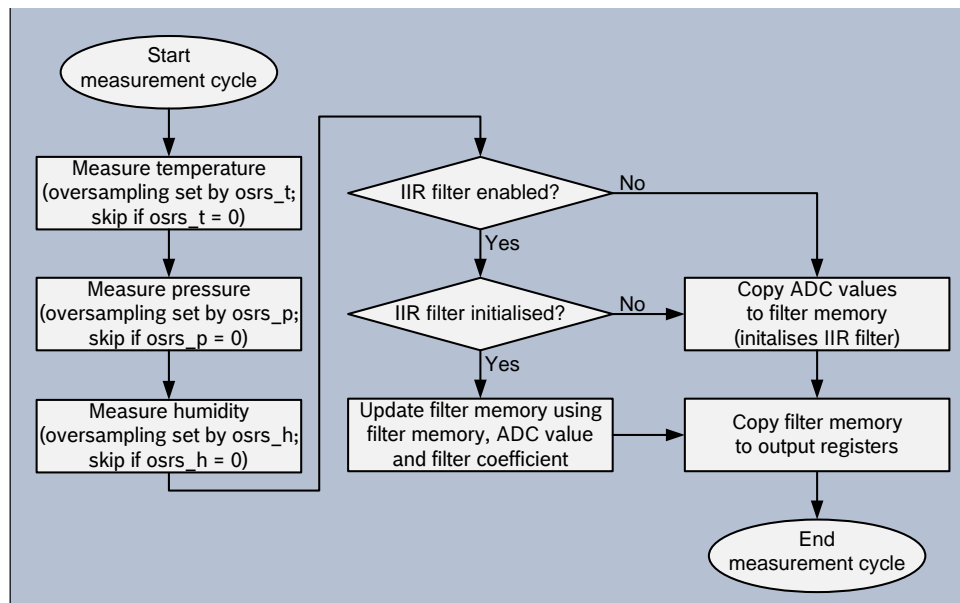 Start
measurement cycle
Measure temperature
(oversampling set by osrs_t;
skip if osrs_t = 0)
Measure pressure
(oversampling set by osrs_p;
skip if osrs_p = 0)
Measure humidity
(oversampling set by osrs_h;
skip if osrs_h = 0)
IIR filter enabled?
No
Yes
IIR filter initialised?
No
Yes
Copy ADC values
to filter memory
(initalises IIR filter)
Update filter memory using
filter memory, ADC value
and filter coefficient
Copy filter memory
to output registers
End
measurement cycle